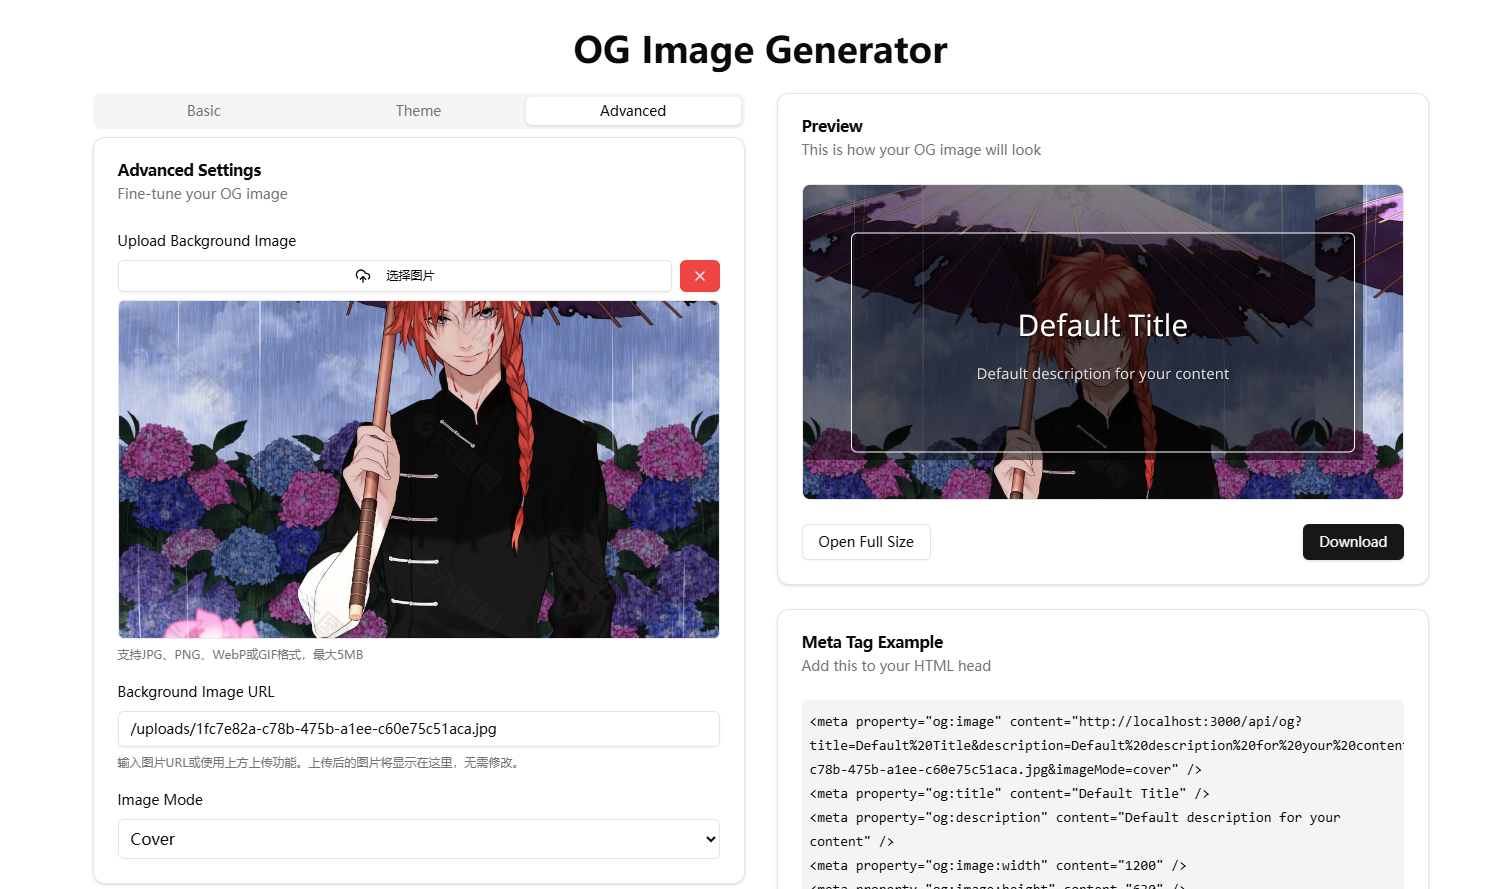 OG Image Generator
Basic
Theme
Advanced
Advanced Settings
Fine-tune your OG image
Upload Background Image
选择图片
支持JPG、PNG、WebP或GIF格式，最大5MB
Background Image URL
/uploads/1fc7e82a-c78b-475b-a1ee-c60e75c51aca.jpg
输入图片URL或使用上方上传功能。上传后的图片将显示在这里，无需修改。
Image Mode
Cover
Preview
This is how your OG image will look
Default Title
Default description for your content
Open Full Size
Download
Meta Tag Example
Add this to your HTML head
<meta property="og:image" content="http://localhost:3000/api/og?
title=Default%20Title&description=Default%20description%20for%20your%20conten
c78b-475b-a1ee-c60e75c51aca.jpg&imageMode=cover" />
<meta property="og:title" content="Default Title" />
<meta property="og:description" content="Default description for your
content" />
<meta property="og:image:width" content="1200" />
<meta property="og:image:height" content="630" />